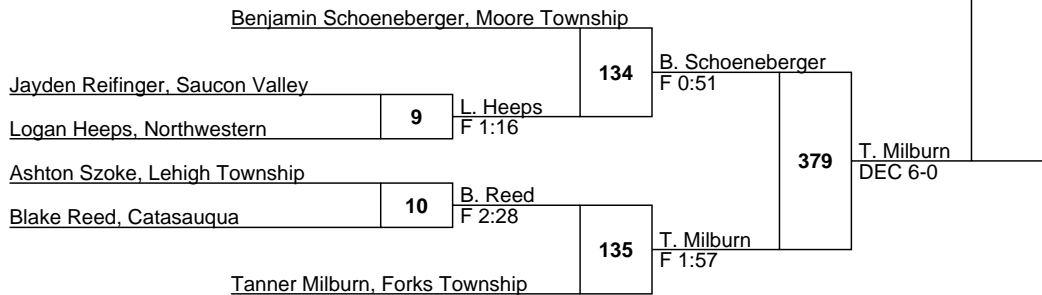 Benjamin Schoeneberger, Moore Township
134
B. Schoeneberger
F 0:51
Jayden Reifinger, Saucon Valley
9
L. Heeps
F 1:16
Logan Heeps, Northwestern
379
T. Milburn
DEC 6-0
Ashton Szoke, Lehigh Township
10
B. Reed
F 2:28
Blake Reed, Catasauqua
135
T. Milburn
F 1:57
Tanner Milburn, Forks Township